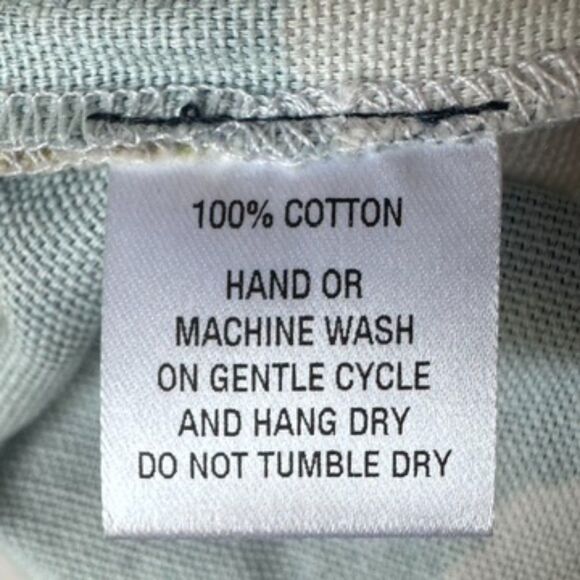 100% COTTON
HAND OR
MACHINE WASH
ON GENTLE CYCLE
AND HANG DRY
DO NOT TUMBLE DRY